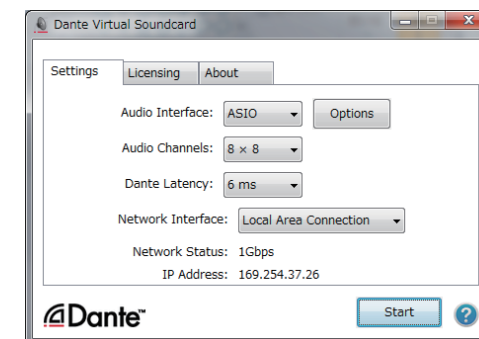 Dante Virtual Soundcard
Settings Licensing About
Audio Interface: ASIO Options
Audio Channels: 8 × 8
Dante Latency: 6 ms
Network Interface: Local Area Connection
Network Status: 1Gbps
IP Address: 169.254.37.26
Dante™ Start ?